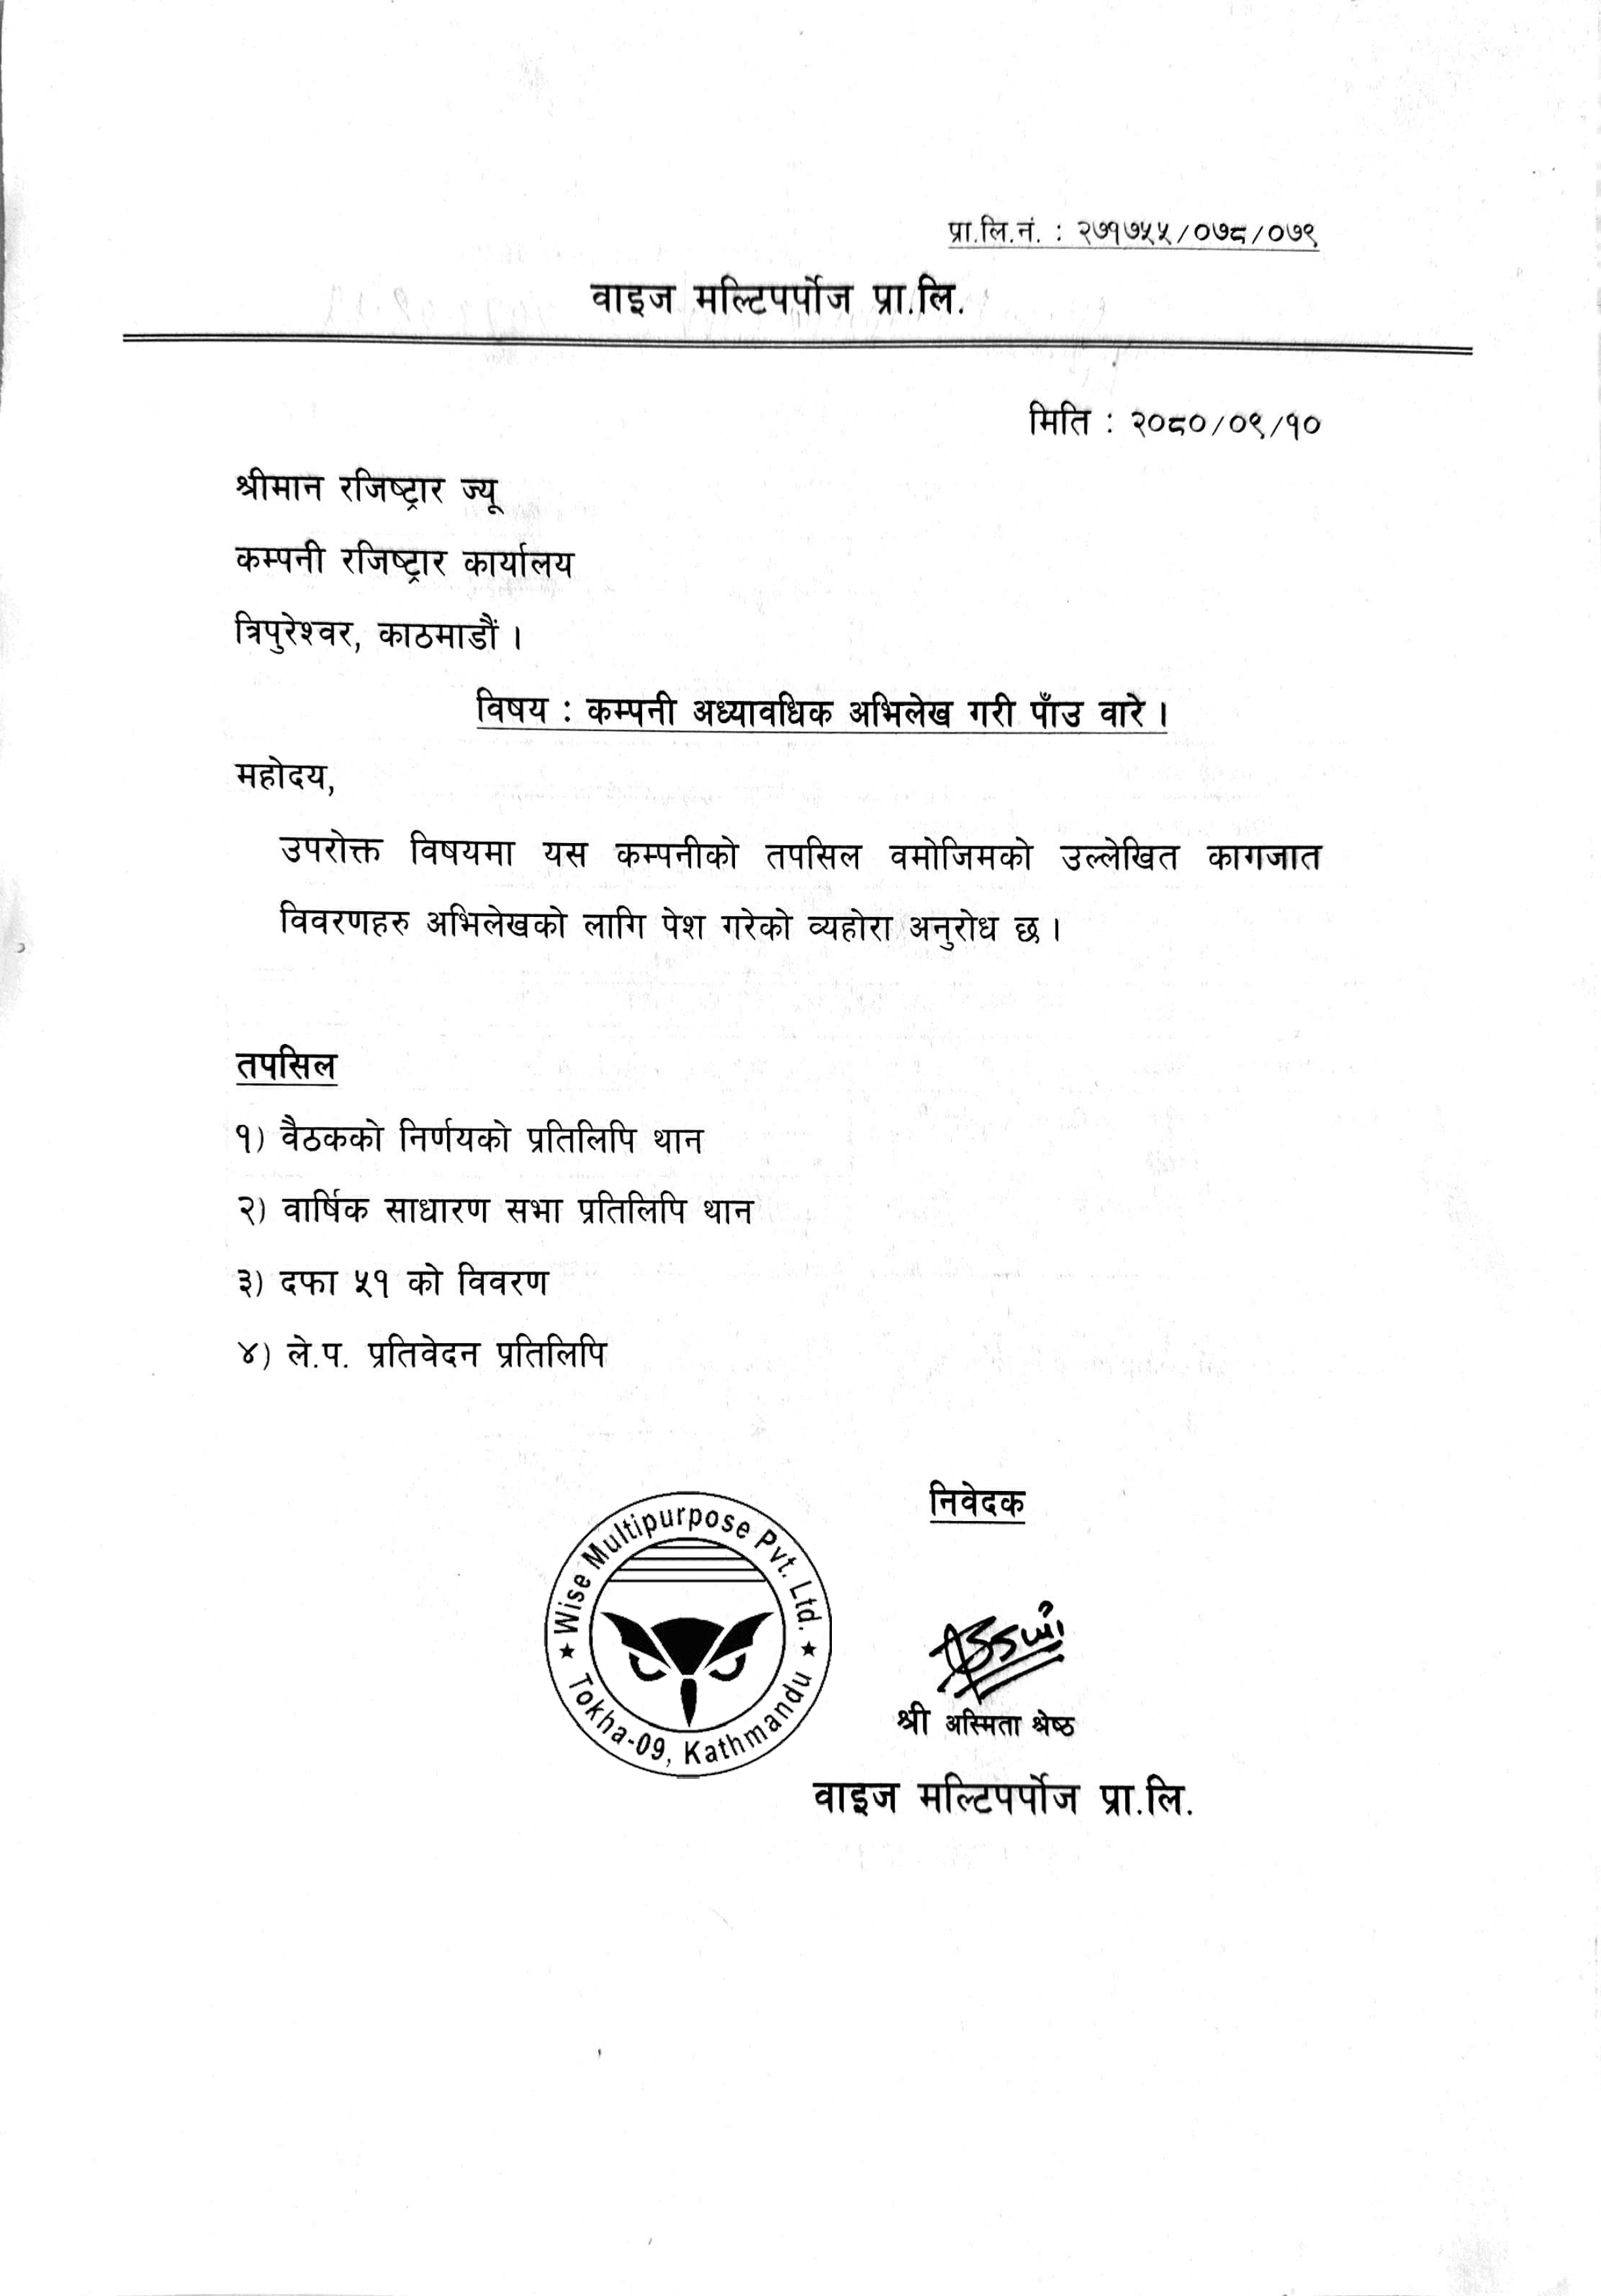 प्रा.लि.नं. : २७१७५५/०७८/०७९
वाइज मल्टिपर्पोज प्रा.लि.
मिति : २०८०/०९/१०
श्रीमान रजिष्ट्रार ज्यू
कम्पनी रजिष्ट्रार कार्यालय
त्रिपुरेश्वर, काठमाडौं ।
विषय : कम्पनी अध्यावधिक अभिलेख गरी पाँउ वारे ।
महोदय,
उपरोक्त विषयमा यस कम्पनीको तपसिल वमोजिमको उल्लेखित कागजात
विवरणहरु अभिलेखको लागि पेश गरेको व्यहोरा अनुरोध छ ।
तपसिल
१) वैठकको निर्णयको प्रतिलिपि थान
२) वार्षिक साधारण सभा प्रतिलिपि थान
३) दफा ५१ को विवरण
४) ले.प. प्रतिवेदन प्रतिलिपि
निवेदक
★ Wise Multipurpose Pvt. Ltd. ★
Tokha-09, Kathmandu
श्री अस्मिता श्रेष्ठ
वाइज मल्टिपर्पोज प्रा.लि.